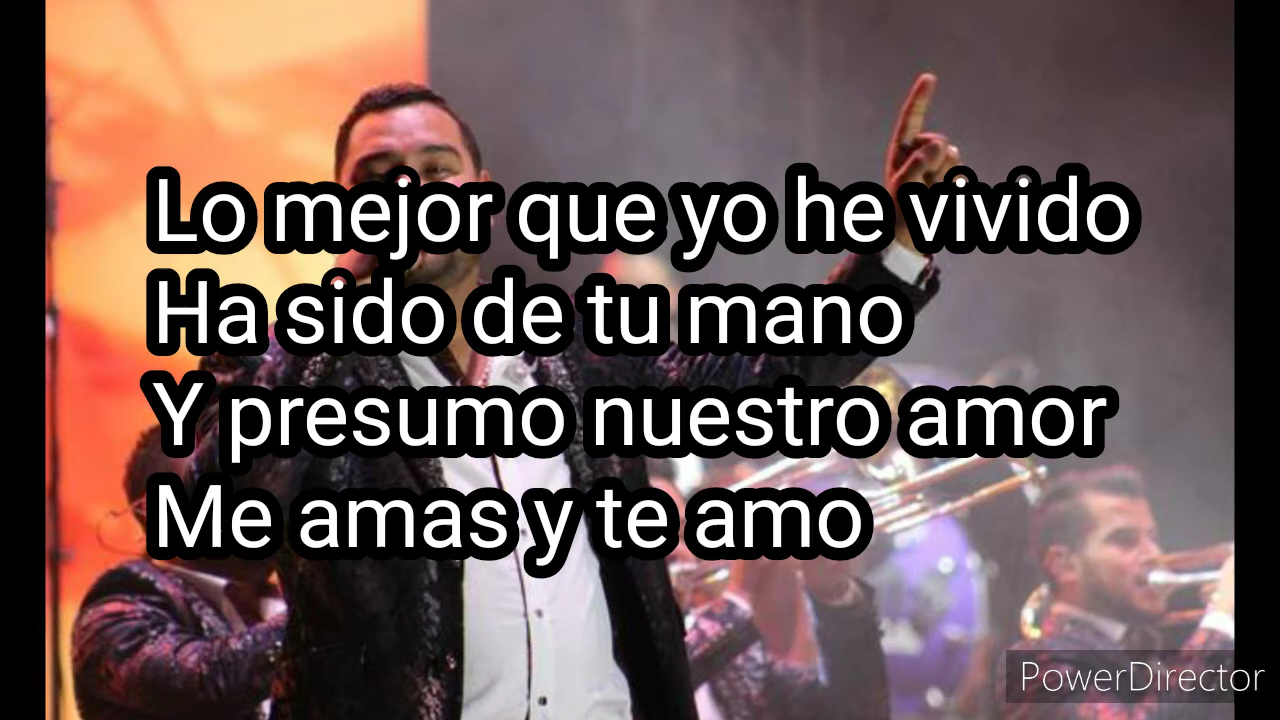 Lo mejor que yo he vivido
Ha sido de tu mano
Y presumo nuestro amor
Me amas y te amo
PowerDirector